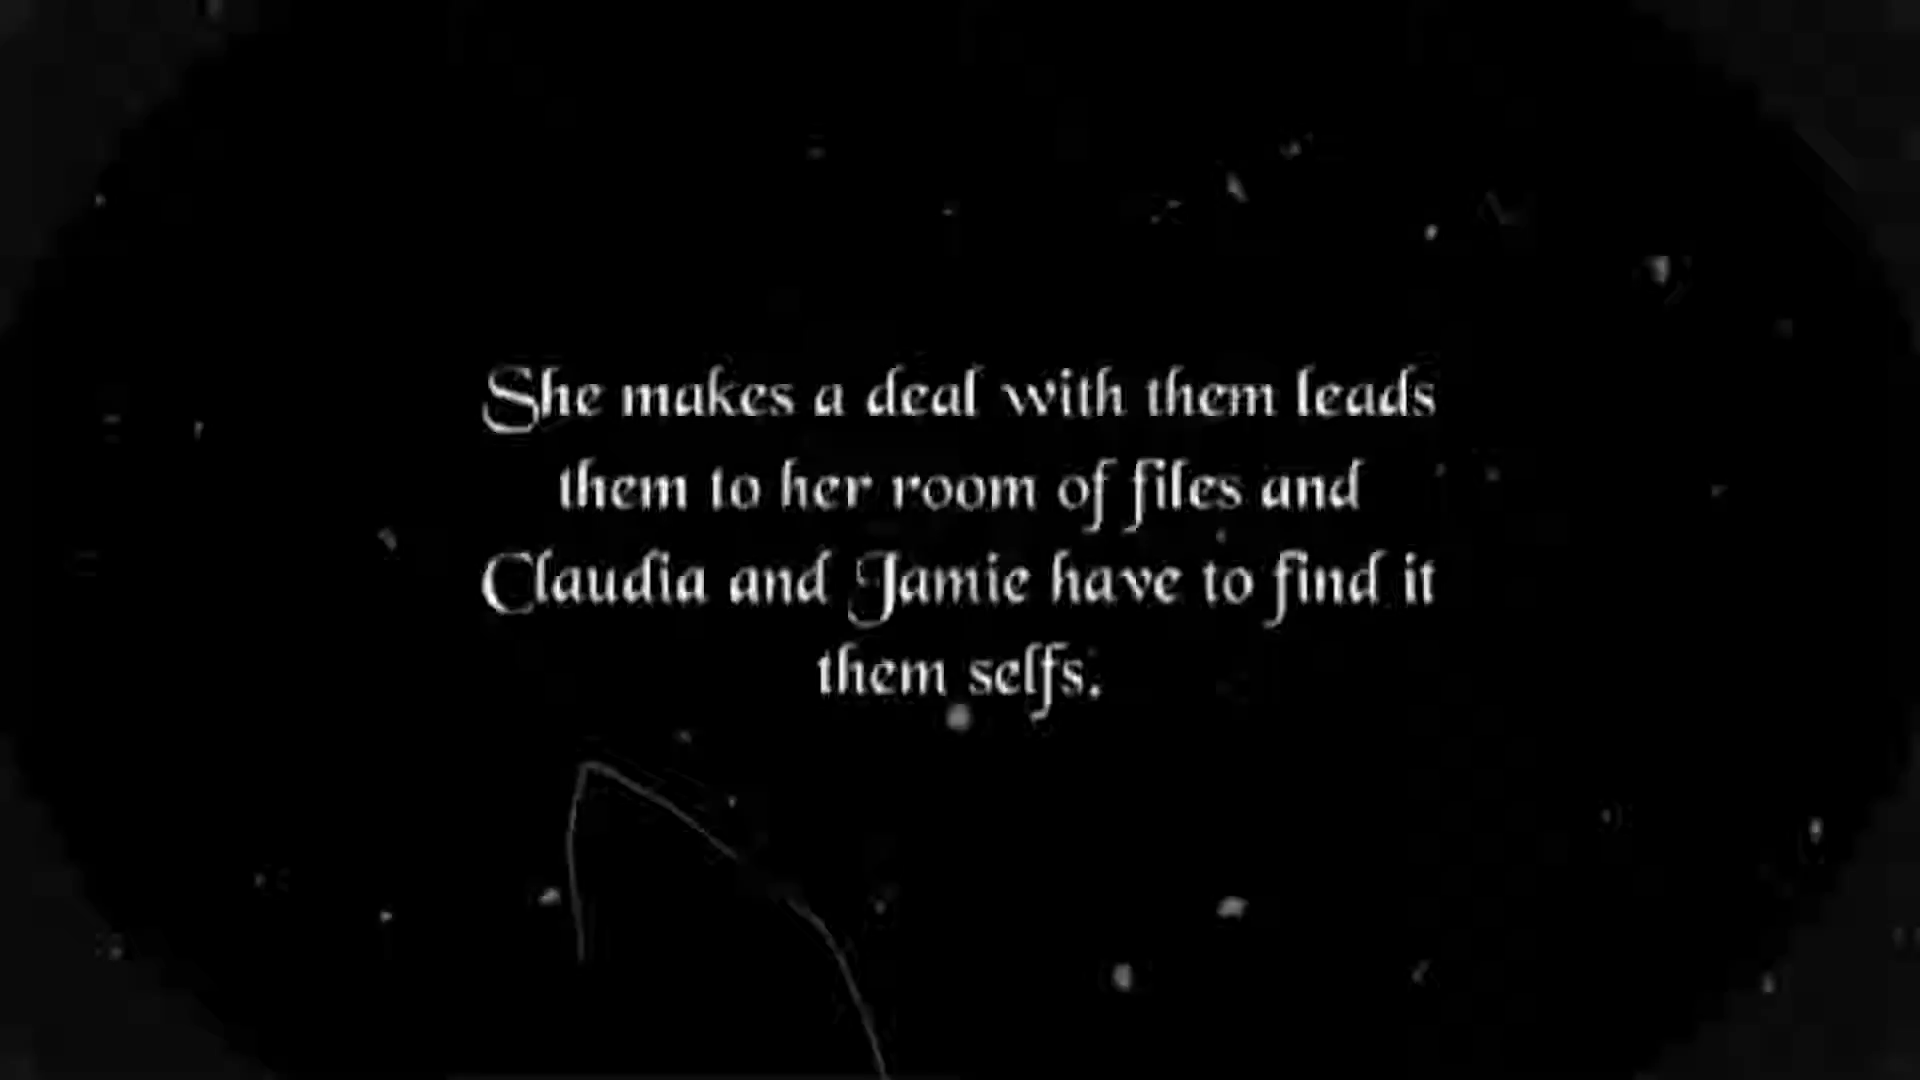 She makes a deal with them leads
them to her room of files and
Claudia and Jamie have to find it
them selfs.